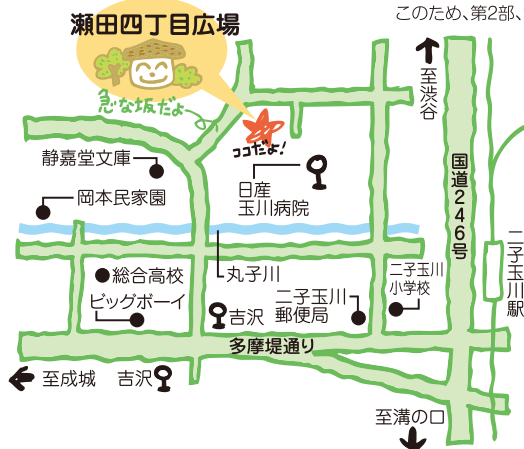 このため、第2部、
瀬田四丁目広場
急な坂だよ
ココだよ!
至渋谷
静嘉堂文庫
岡本民家園
日産
玉川病院
国道246号
二子玉川駅
総合高校
ビッグボーイ
丸子川
二子玉川
小学校
二子玉川
郵便局
吉沢
多摩堤通り
至成城
吉沢
至溝の口